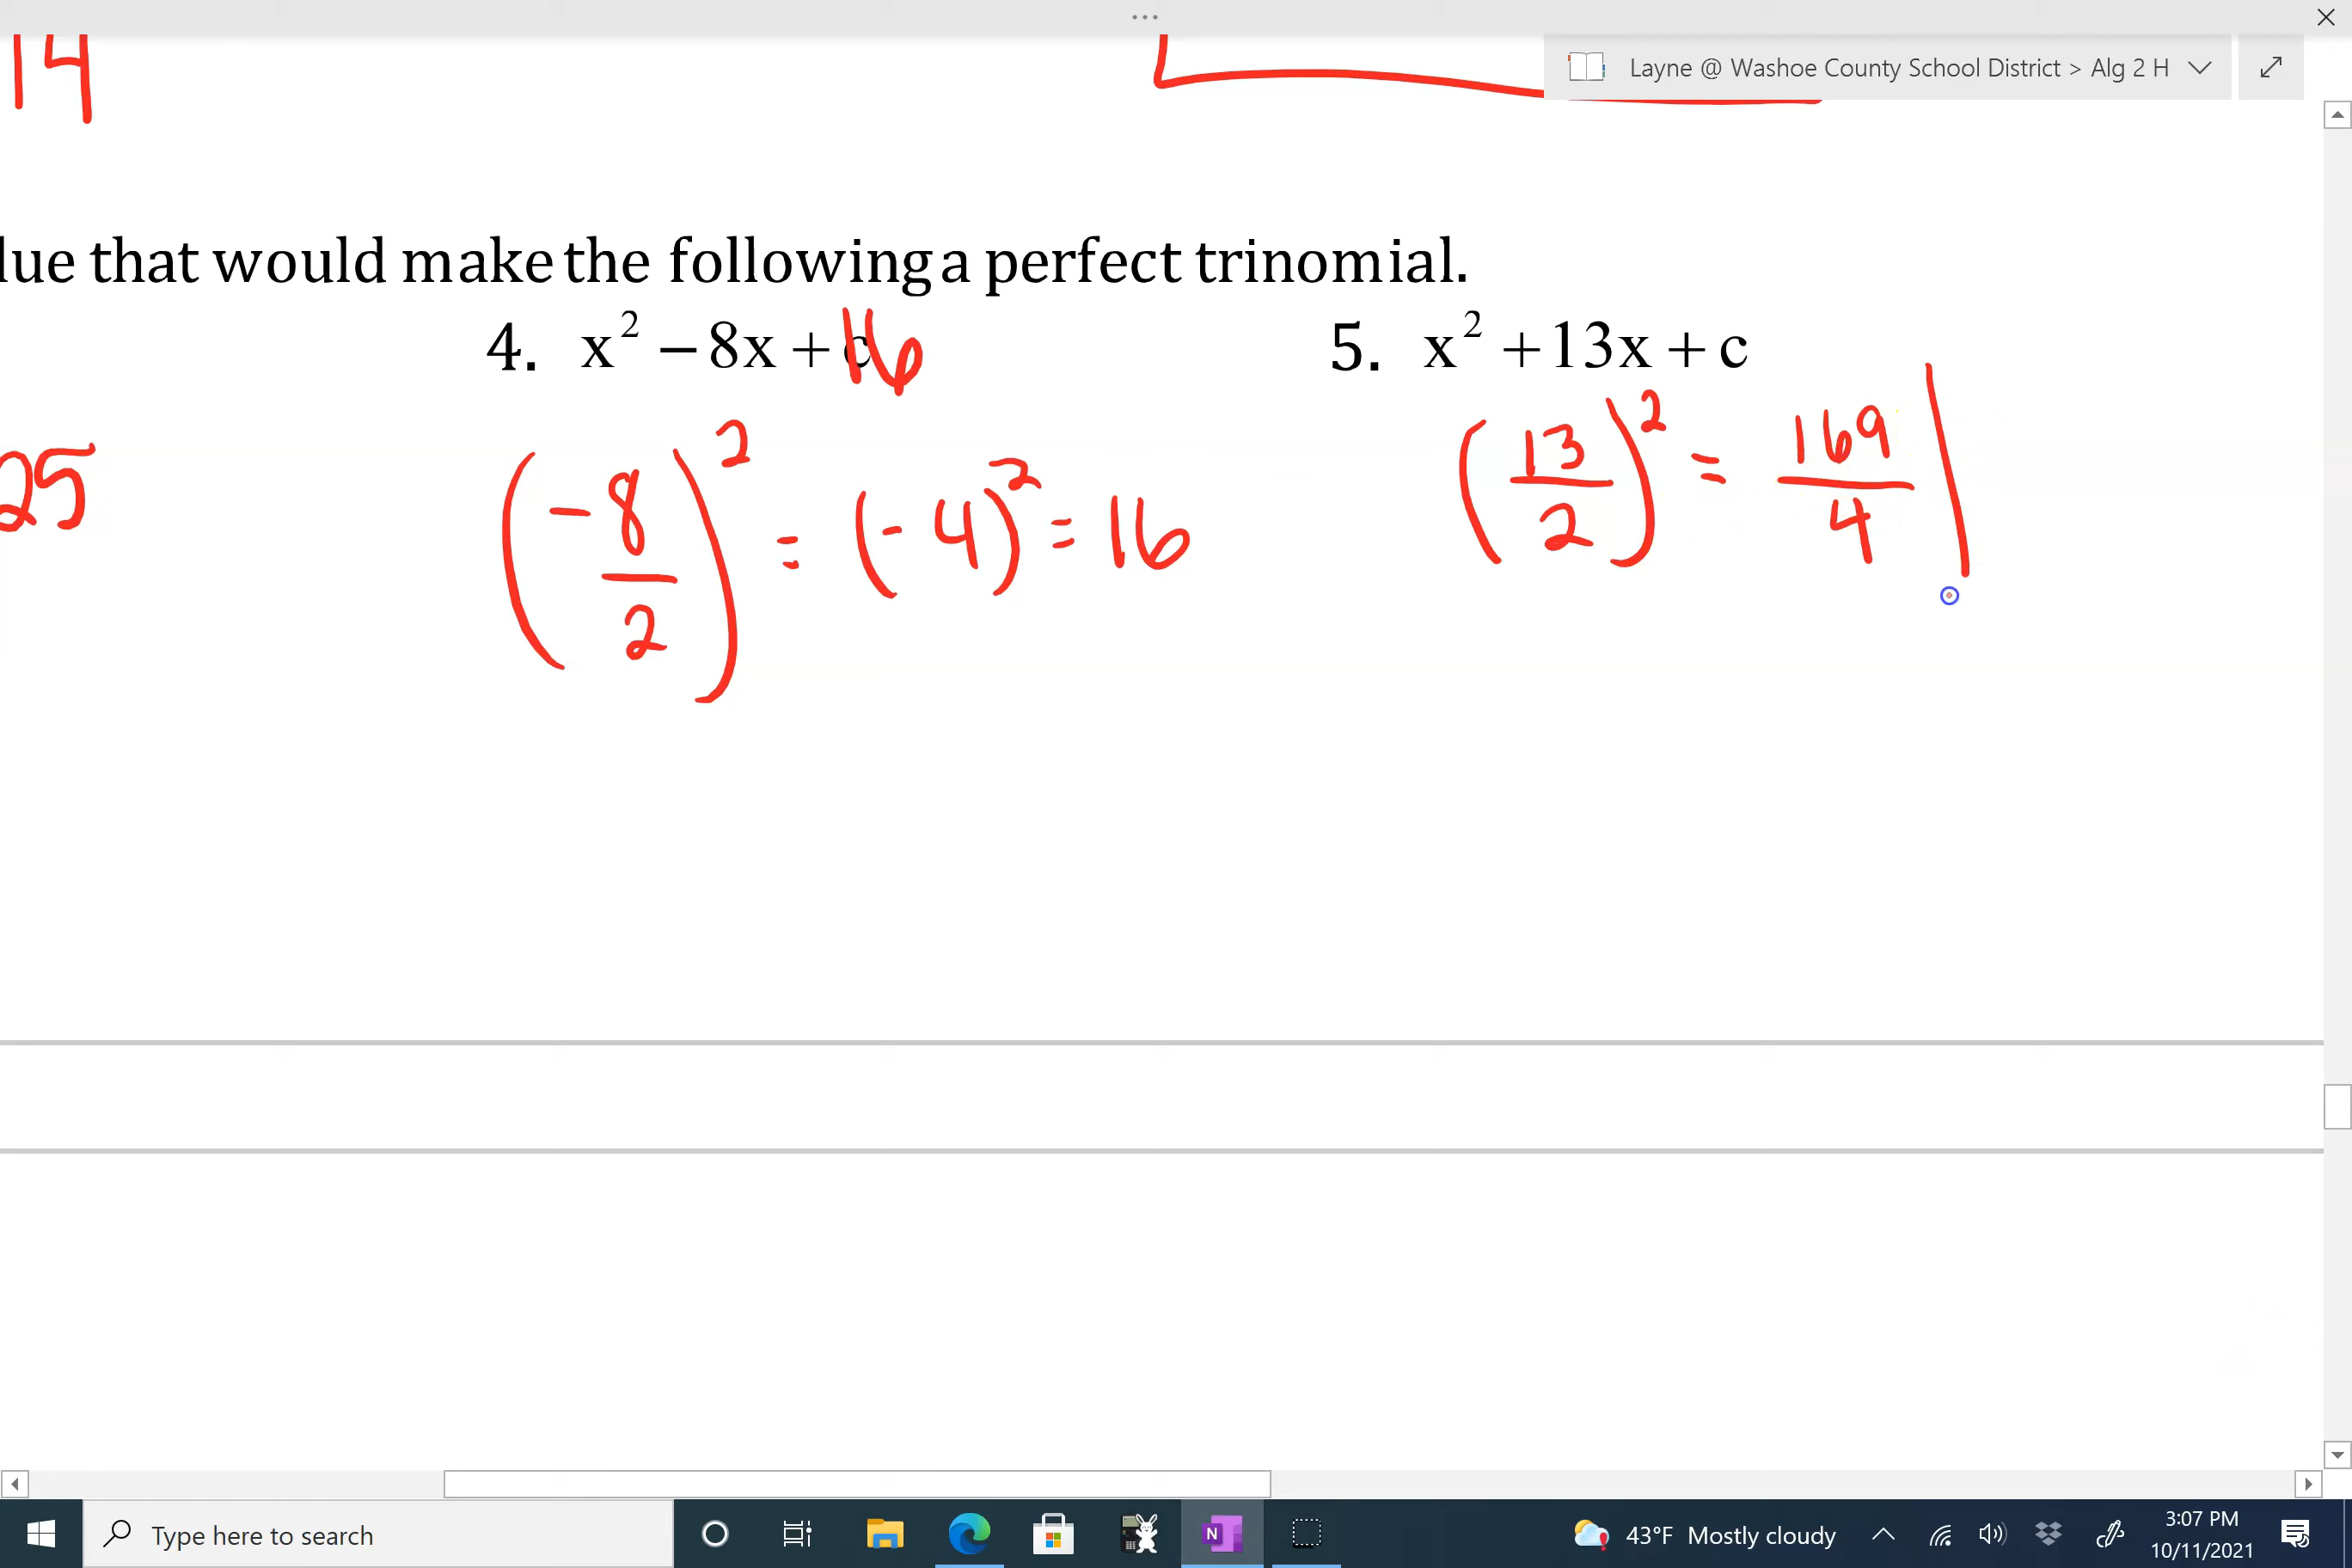 14
Layne @ Washoe County School District > Alg 2 H
lue that would make the following a perfect trinomial.
4. x² − 8x + c 16
5. x² + 13x + c
25
(-8/2)² = (-4)² = 16
(13/2)² = 169/4
Type here to search
N
43°F Mostly cloudy
3:07 PM
10/11/2021